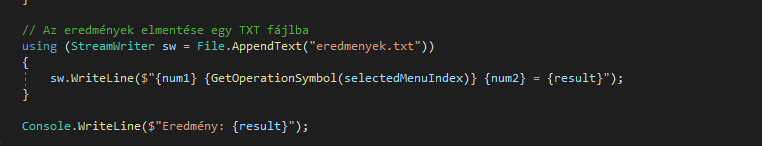 }
// Az eredmények elmentése egy TXT fájlba
using (StreamWriter sw = File.AppendText("eredmenyek.txt"))
{
sw.WriteLine($"{num1} {GetOperationSymbol(selectedMenuIndex)} {num2} = {result}");
}
Console.WriteLine($"Eredmény: {result}");